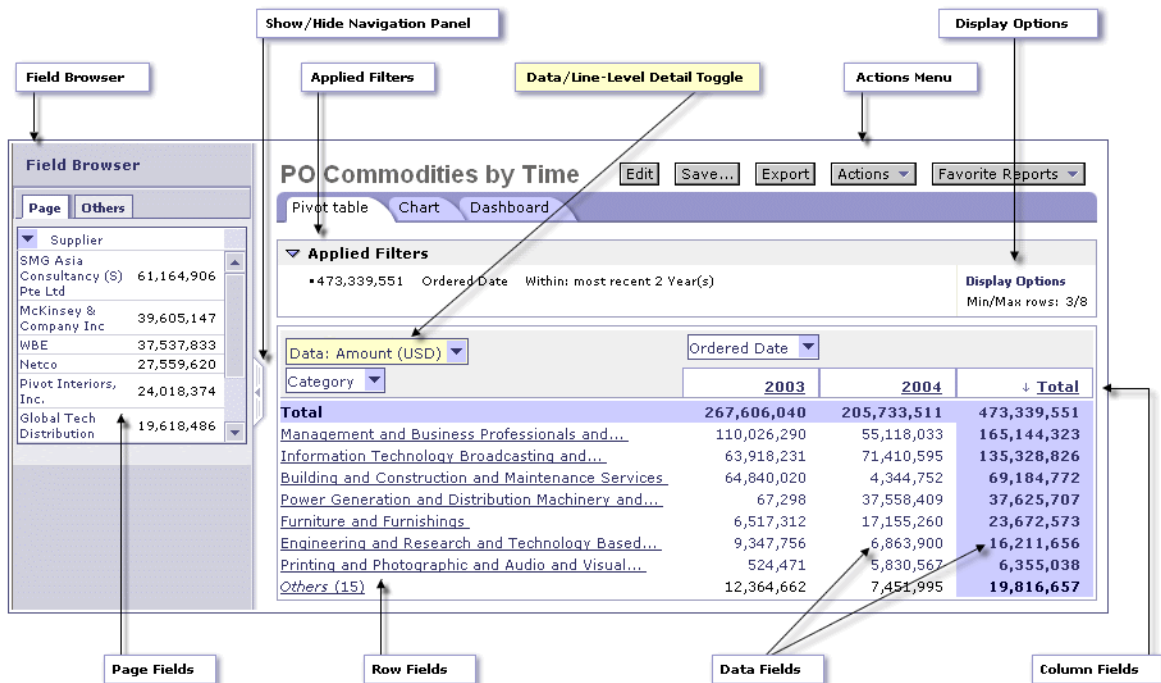 Show/Hide Navigation Panel
Display Options
Field Browser
Applied Filters
Data/Line-Level Detail Toggle
Actions Menu
Field Browser
Page Others
Supplier
SMG Asia
Consultancy (S) 61,164,906
Pte Ltd
McKinsey &
Company Inc 39,605,147
WBE 37,537,833
Netco 27,559,620
Pivot Interiors,
Inc. 24,018,374
Global Tech
Distribution 19,618,486
PO Commodities by Time Edit Save... Export Actions Favorite Reports
Pivot table Chart Dashboard
Applied Filters
▪473,339,551 Ordered Date Within: most recent 2 Year(s)
Display Options
Min/Max rows: 3/8
Data: Amount (USD) Ordered Date
Category 2003 2004 ↓ Total
Total 267,606,040 205,733,511 473,339,551
Management and Business Professionals and... 110,026,290 55,118,033 165,144,323
Information Technology Broadcasting and... 63,918,231 71,410,595 135,328,826
Building and Construction and Maintenance Services 64,840,020 4,344,752 69,184,772
Power Generation and Distribution Machinery and... 67,298 37,558,409 37,625,707
Furniture and Furnishings 6,517,312 17,155,260 23,672,573
Engineering and Research and Technology Based... 9,347,756 6,863,900 16,211,656
Printing and Photographic and Audio and Visual... 524,471 5,830,567 6,355,038
Others (15) 12,364,662 7,451,995 19,816,657
Page Fields
Row Fields
Data Fields
Column Fields